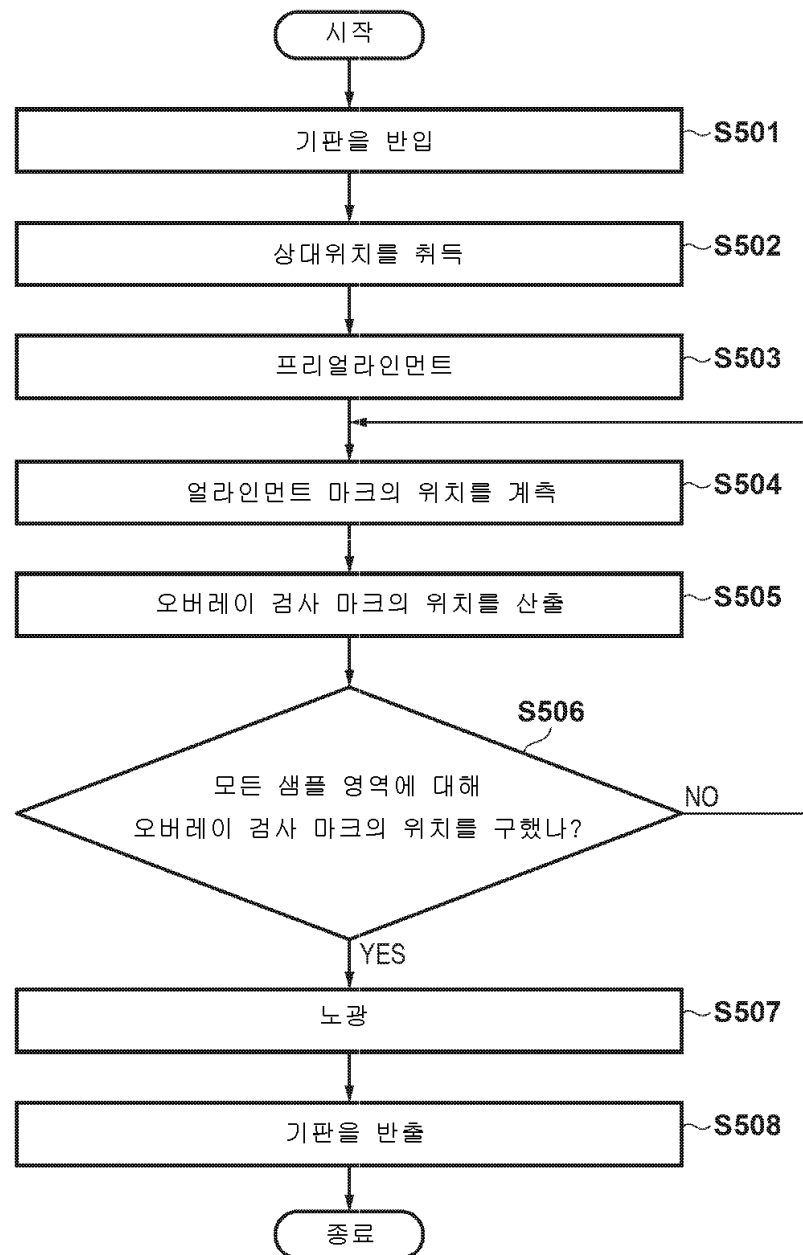 시작
기판을 반입
S501
상대위치를 취득
S502
프리얼라인먼트
S503
얼라인먼트 마크의 위치를 계측
S504
오버레이 검사 마크의 위치를 산출
S505
S506
모든 샘플 영역에 대해
오버레이 검사 마크의 위치를 구했나?
NO
YES
노광
S507
기판을 반출
S508
종료